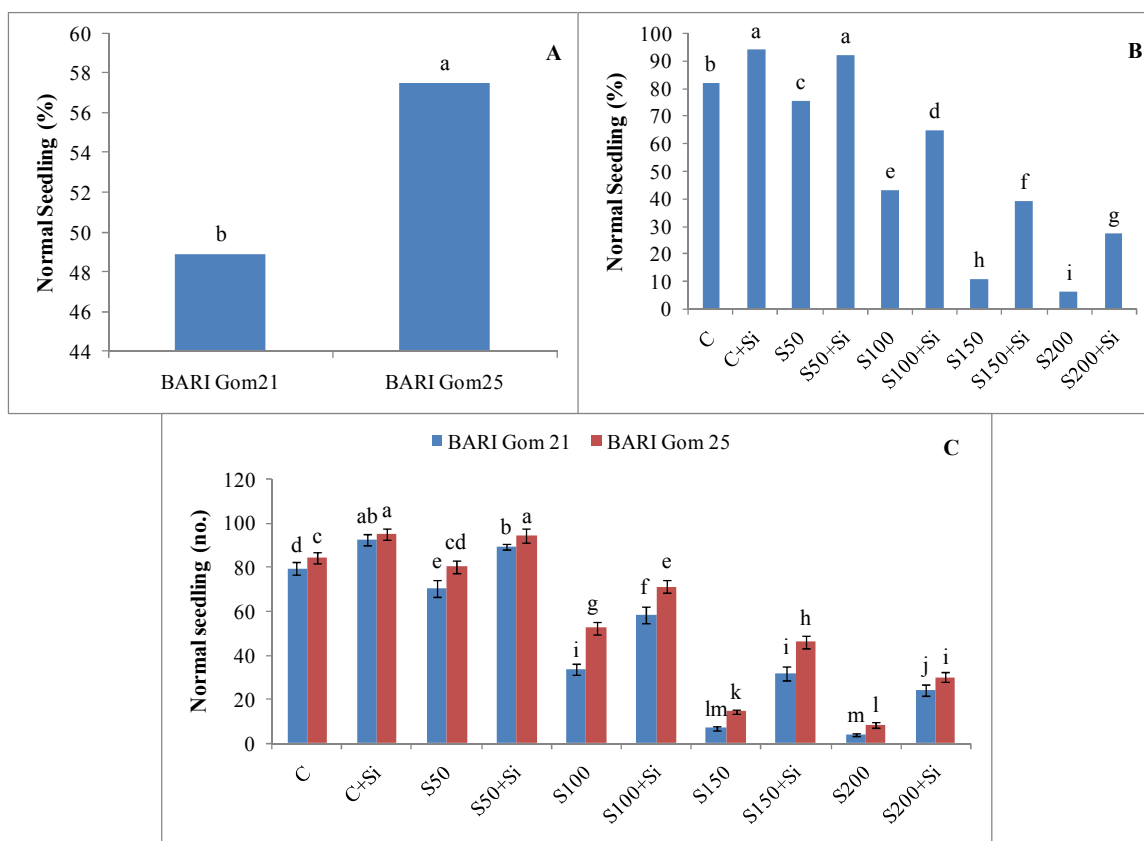 A
Normal Seedling (%)
60
58
56
54
52
50
48
46
44
b
a
BARI Gom21
BARI Gom25
B
Normal Seedling (%)
100
90
80
70
60
50
40
30
20
10
0
b
a
c
a
e
d
h
f
i
g
C
C+Si
S50
S50+Si
S100
S100+Si
S150
S150+Si
S200
S200+Si
BARI Gom 21
BARI Gom 25
C
Normal seedling (no.)
120
100
80
60
40
20
0
d
c
ab
a
e
cd
b
a
i
g
f
e
lm
k
i
h
m
l
j
i
C
C+Si
S50
S50+Si
S100
S100+Si
S150
S150+Si
S200
S200+Si